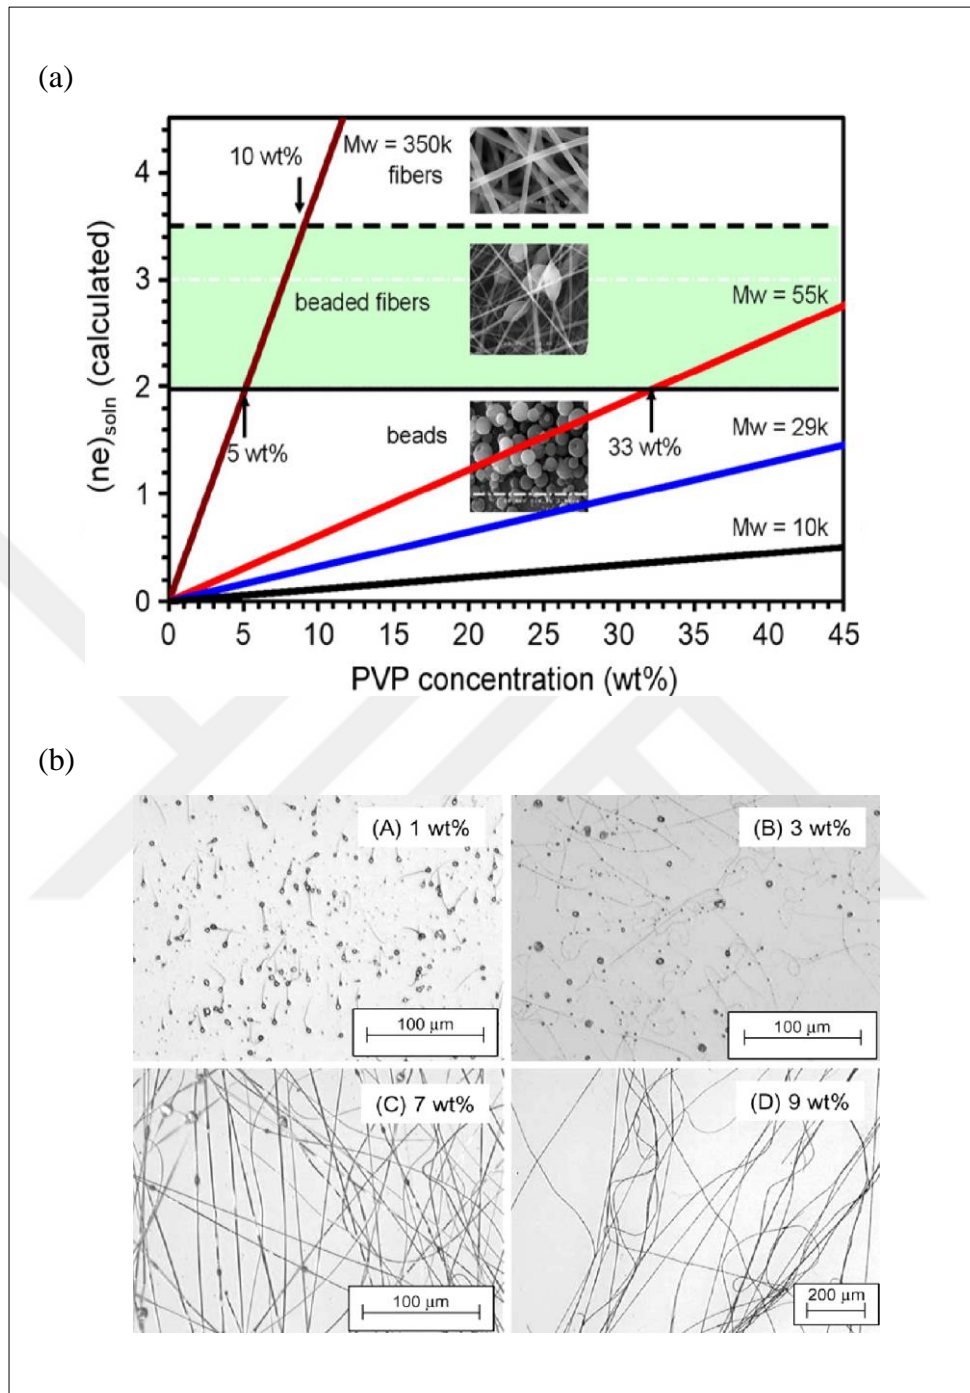 (a)
4
3
2
1
0
(ne)soln (calculated)
10 wt%
Mw = 350k
fibers
beaded fibers
Mw = 55k
beads
5 wt%
33 wt%
Mw = 29k
Mw = 10k
0 5 10 15 20 25 30 35 40 45
PVP concentration (wt%)
(b)
(A) 1 wt%
100 μm
(B) 3 wt%
100 μm
(C) 7 wt%
100 μm
(D) 9 wt%
200 μm